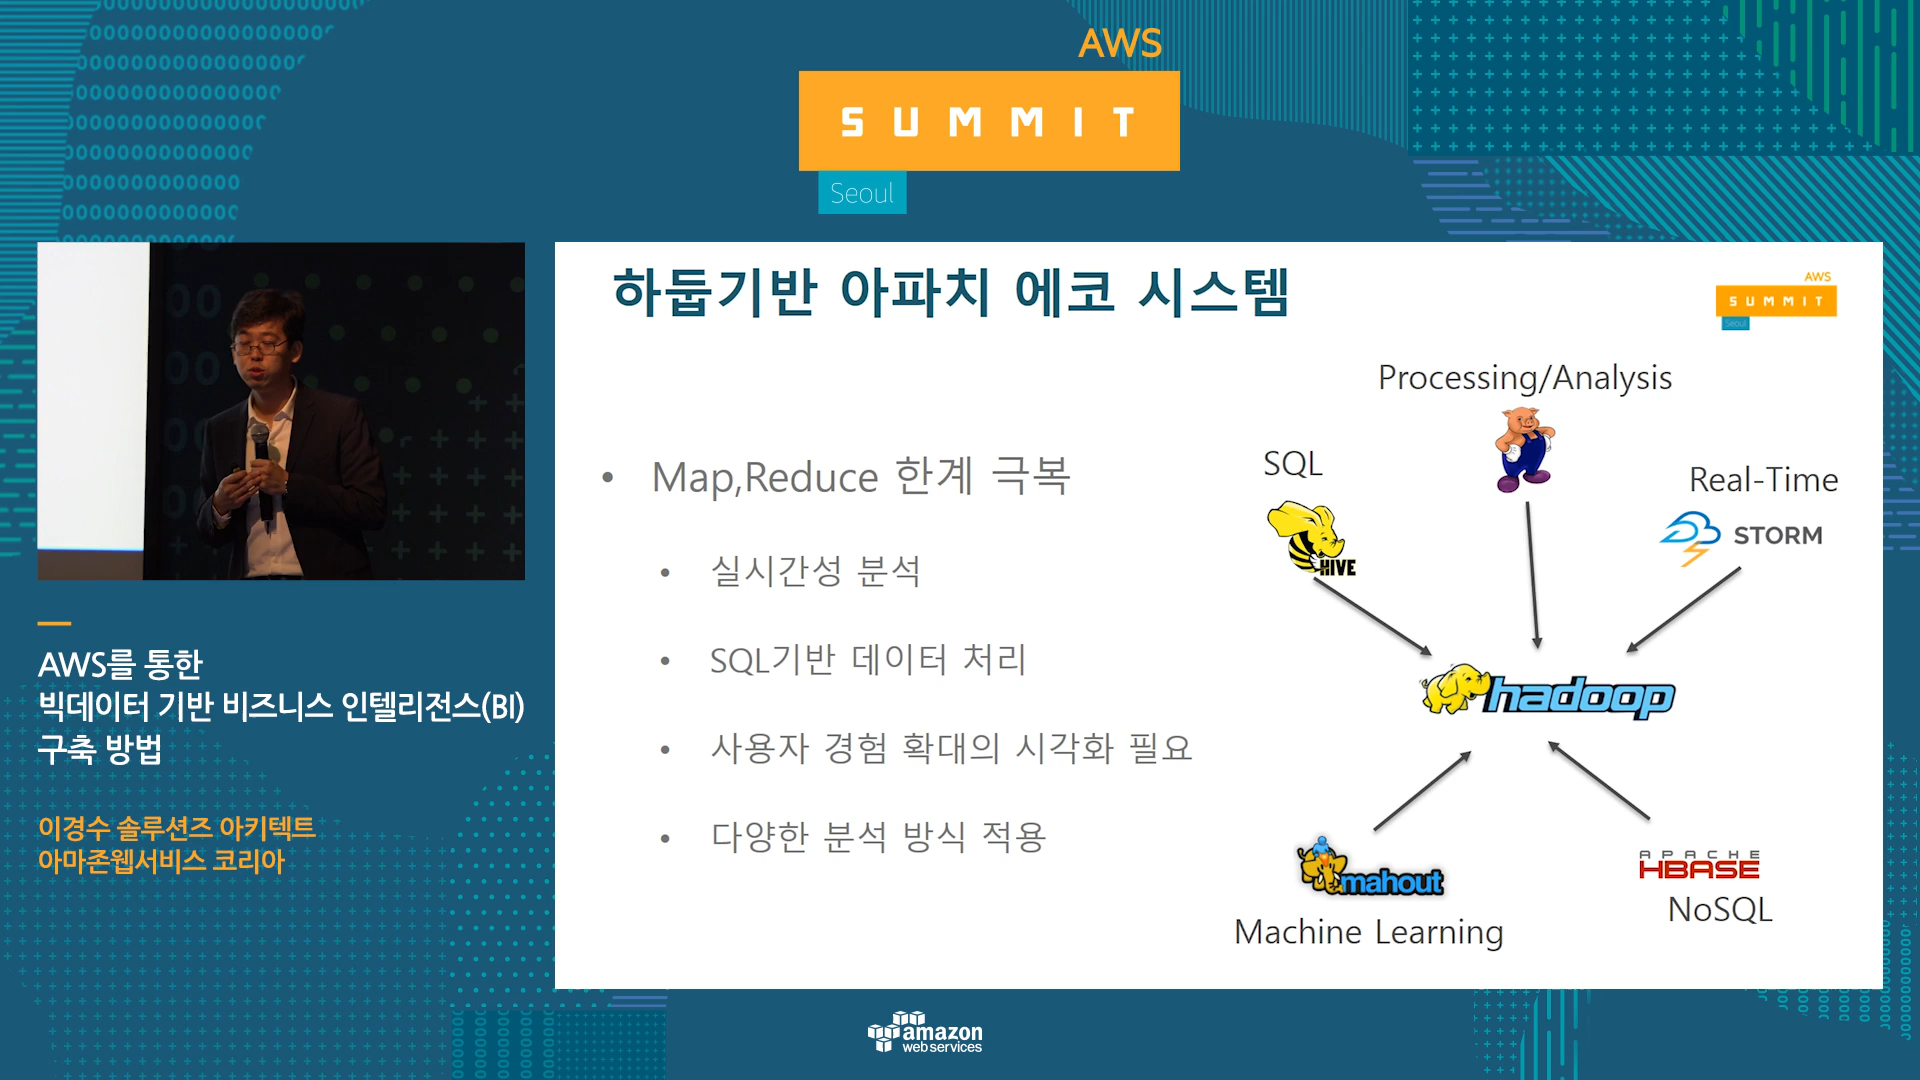 AWS
SUMMIT
Seoul
AWS를 통한
빅데이터 기반 비즈니스 인텔리전스(BI)
구축 방법
이경수 솔루션즈 아키텍트
아마존웹서비스 코리아
하둡기반 아파치 에코 시스템
AWS
SUMMIT
Seoul
• Map,Reduce 한계 극복
• 실시간성 분석
• SQL기반 데이터 처리
• 사용자 경험 확대의 시각화 필요
• 다양한 분석 방식 적용
Processing/Analysis
SQL
HIVE
Real-Time
STORM
hadoop
mahout
Machine Learning
APACHE
HBASE
NoSQL
amazon
web services